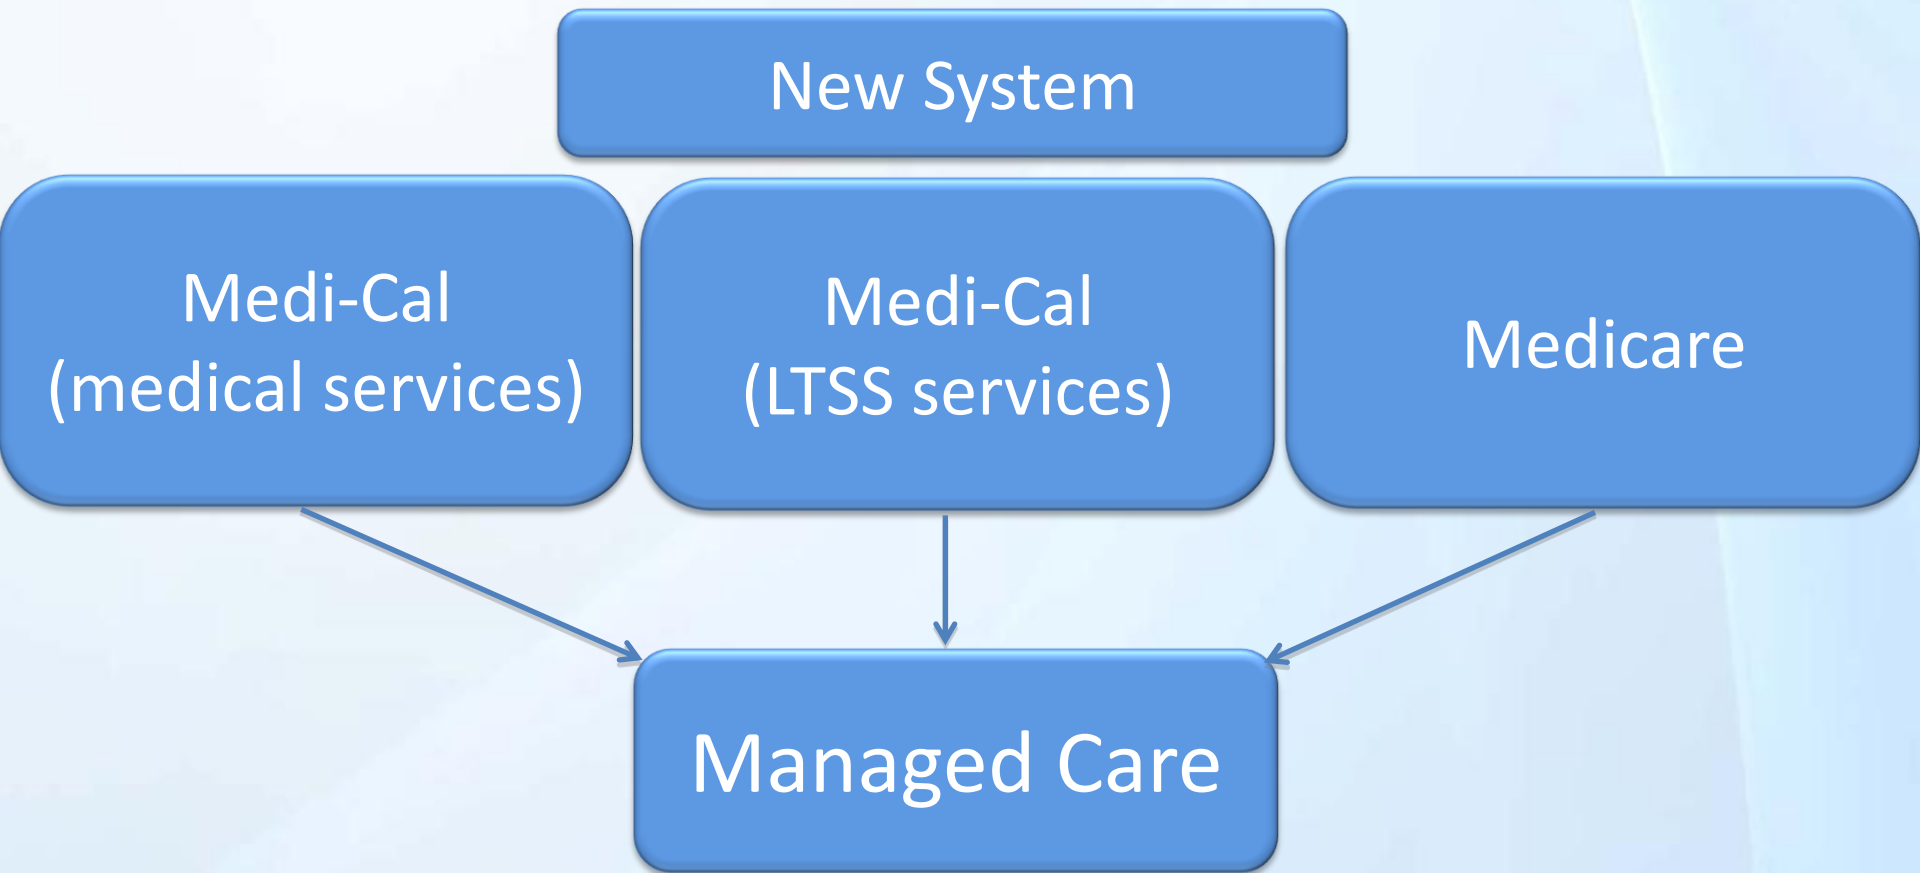 New System
Medi-Cal
(medical services)
Medi-Cal
(LTSS services)
Medicare
Managed Care